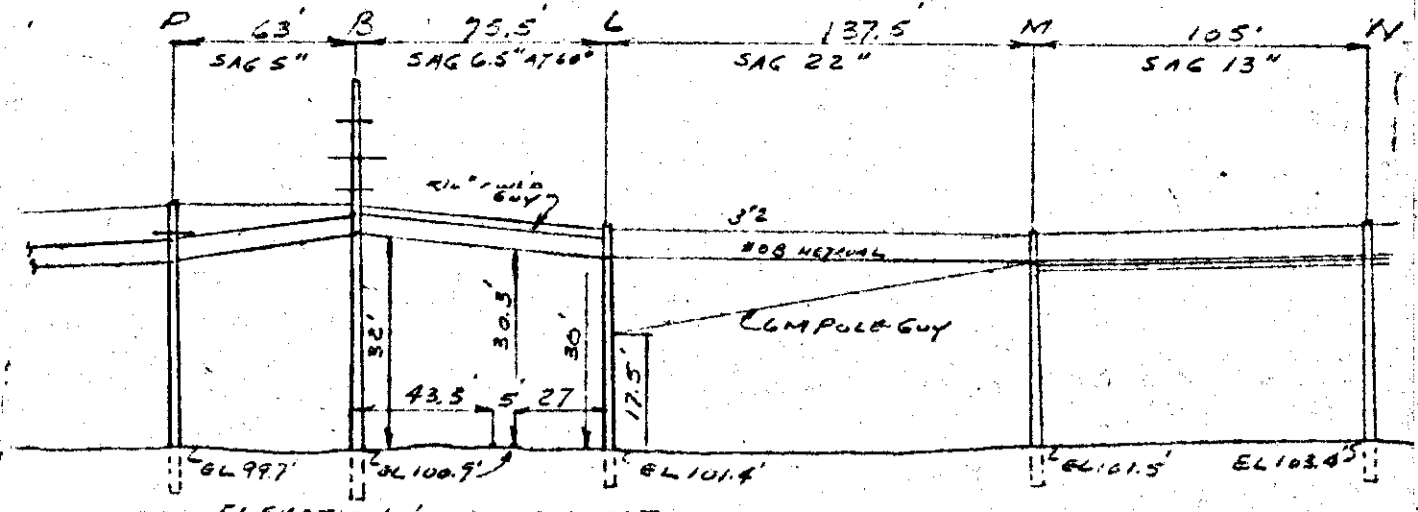 P 63' B 75.5' L 137.5' M 105' N
SAG 5" SAG 6.5" AT 60° SAG 22" SAG 13"
GUY
3#2
#08 NEUTRAL
LGM POLE GUY
32'
30.3'
30'
17.5'
43.5' 5' 27
EL 99.7' EL 100.9' EL 101.4' EL 101.5' EL 103.4'